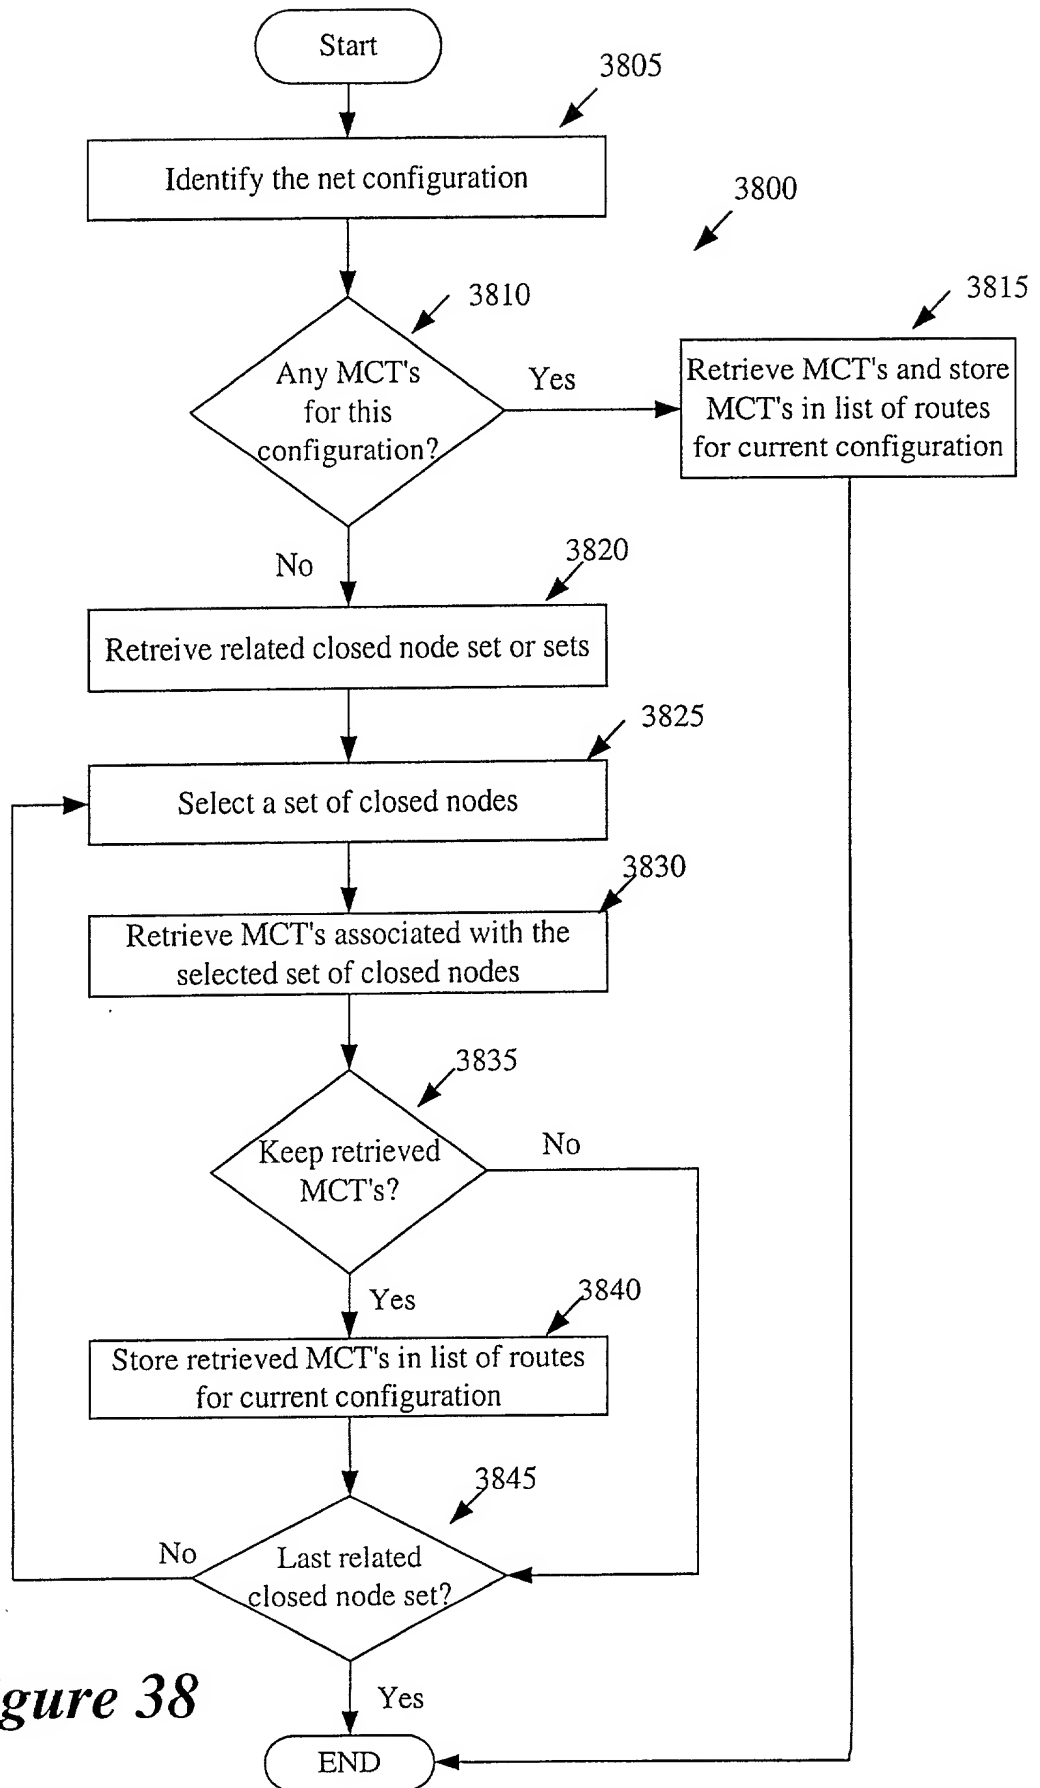 Start
3805
Identify the net configuration
3800
3810
3815
Any MCT's
for this
configuration?
Yes
Retrieve MCT's and store
MCT's in list of routes
for current configuration
No
3820
Retreive related closed node set or sets
3825
Select a set of closed nodes
3830
Retrieve MCT's associated with the
selected set of closed nodes
3835
Keep retrieved
MCT's?
No
Yes
3840
Store retrieved MCT's in list of routes
for current configuration
3845
No
Last related
closed node set?
gure 38
Yes
END